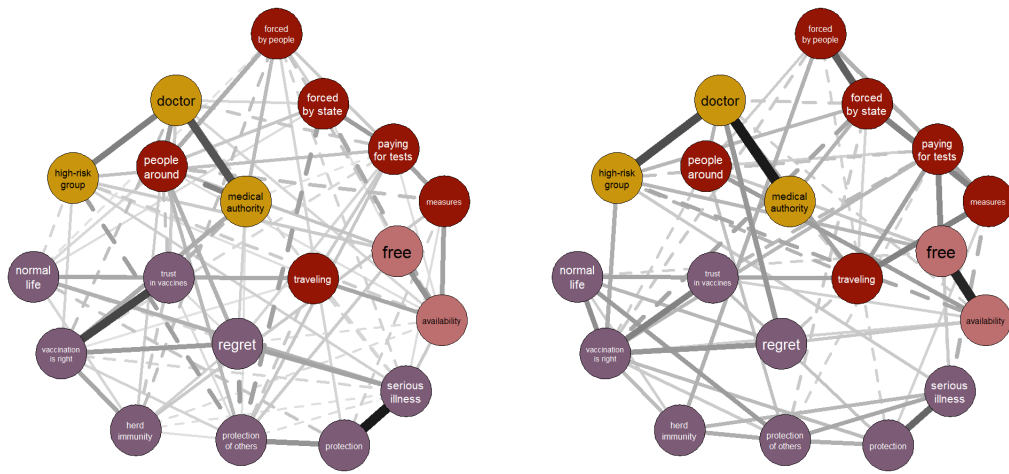 forced
by people
doctor
forced
by state
people
around
paying
for tests
high-risk
group
medical
authority
measures
free
normal
life
trust
in vaccines
traveling
availability
vaccination
is right
regret
serious
illness
herd
immunity
protection
of others
protection
forced
by people
doctor
forced
by state
people
around
paying
for tests
high-risk
group
medical
authority
measures
free
normal
life
trust
in vaccines
traveling
availability
vaccination
is right
regret
serious
illness
herd
immunity
protection
of others
protection